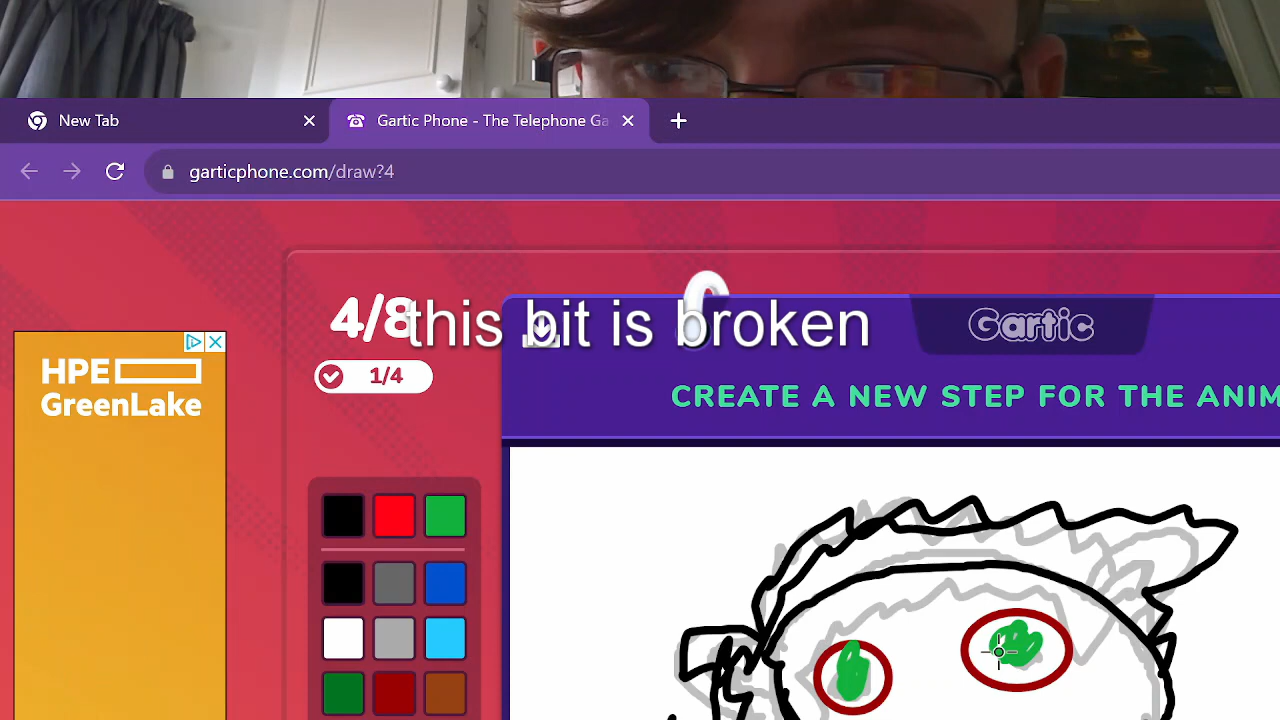 New Tab
Gartic Phone - The Telephone Ga
garticphone.com/draw?4
4/8
this bit is broken
Gartic
1/4
HPE
GreenLake
CREATE A NEW STEP FOR THE ANIM